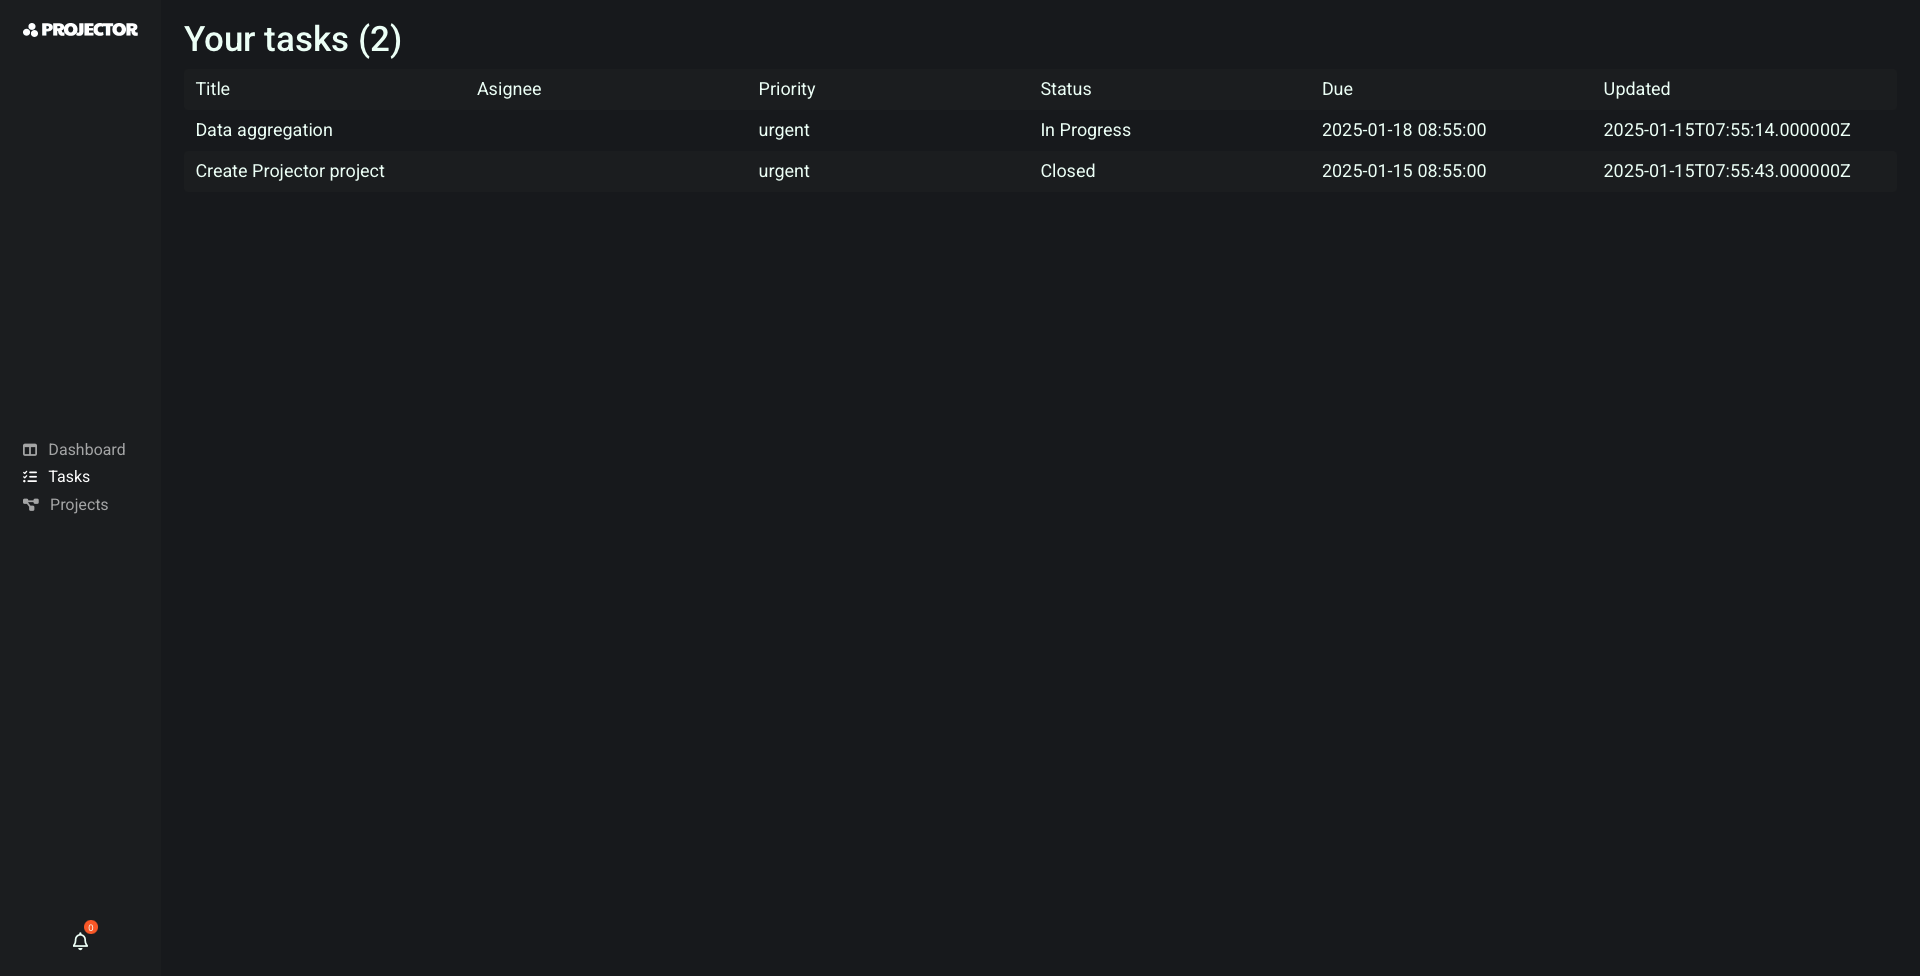 PROJECTOR
Your tasks (2)
Title Asignee Priority Status Due Updated
Data aggregation urgent In Progress 2025-01-18 08:55:00 2025-01-15T07:55:14.000000Z
Create Projector project urgent Closed 2025-01-15 08:55:00 2025-01-15T07:55:43.000000Z
Dashboard
Tasks
Projects
0